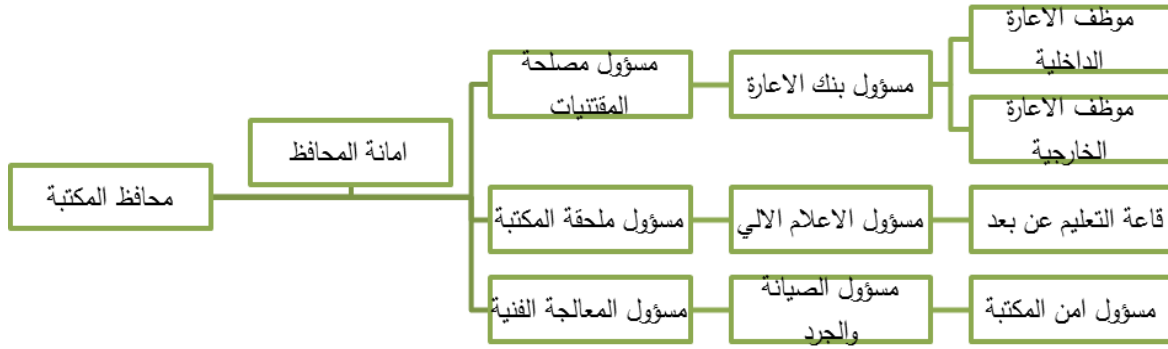 محافظ المكتبة
امانة المحافظ
مسؤول مصلحة
المقتنيات
مسؤول بنك الاعارة
موظف الاعارة
الداخلية
موظف الاعارة
الخارجية
مسؤول ملحقة المكتبة
مسؤول الاعلام الالي
قاعة التعليم عن بعد
مسؤول المعالجة الفنية
مسؤول الصيانة
والجرد
مسؤول امن المكتبة